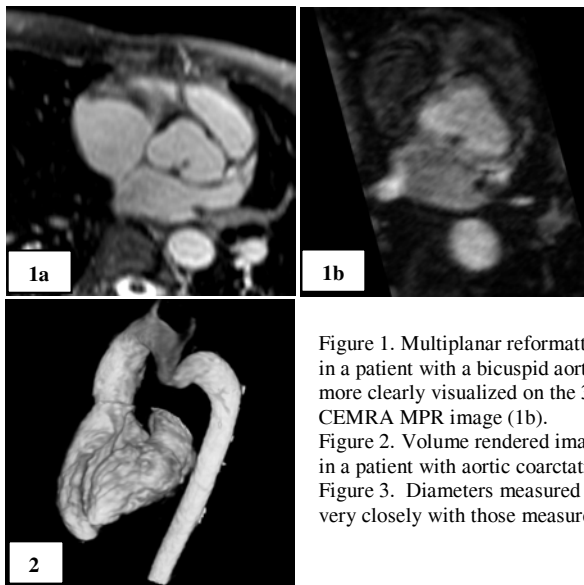 1a
1b
2
Figure 1. Multiplanar reformatt
in a patient with a bicuspid aort
more clearly visualized on the 3
CEMRA MPR image (1b).
Figure 2. Volume rendered ima
in a patient with aortic coarctat
Figure 3.  Diameters measured
very closely with those measure